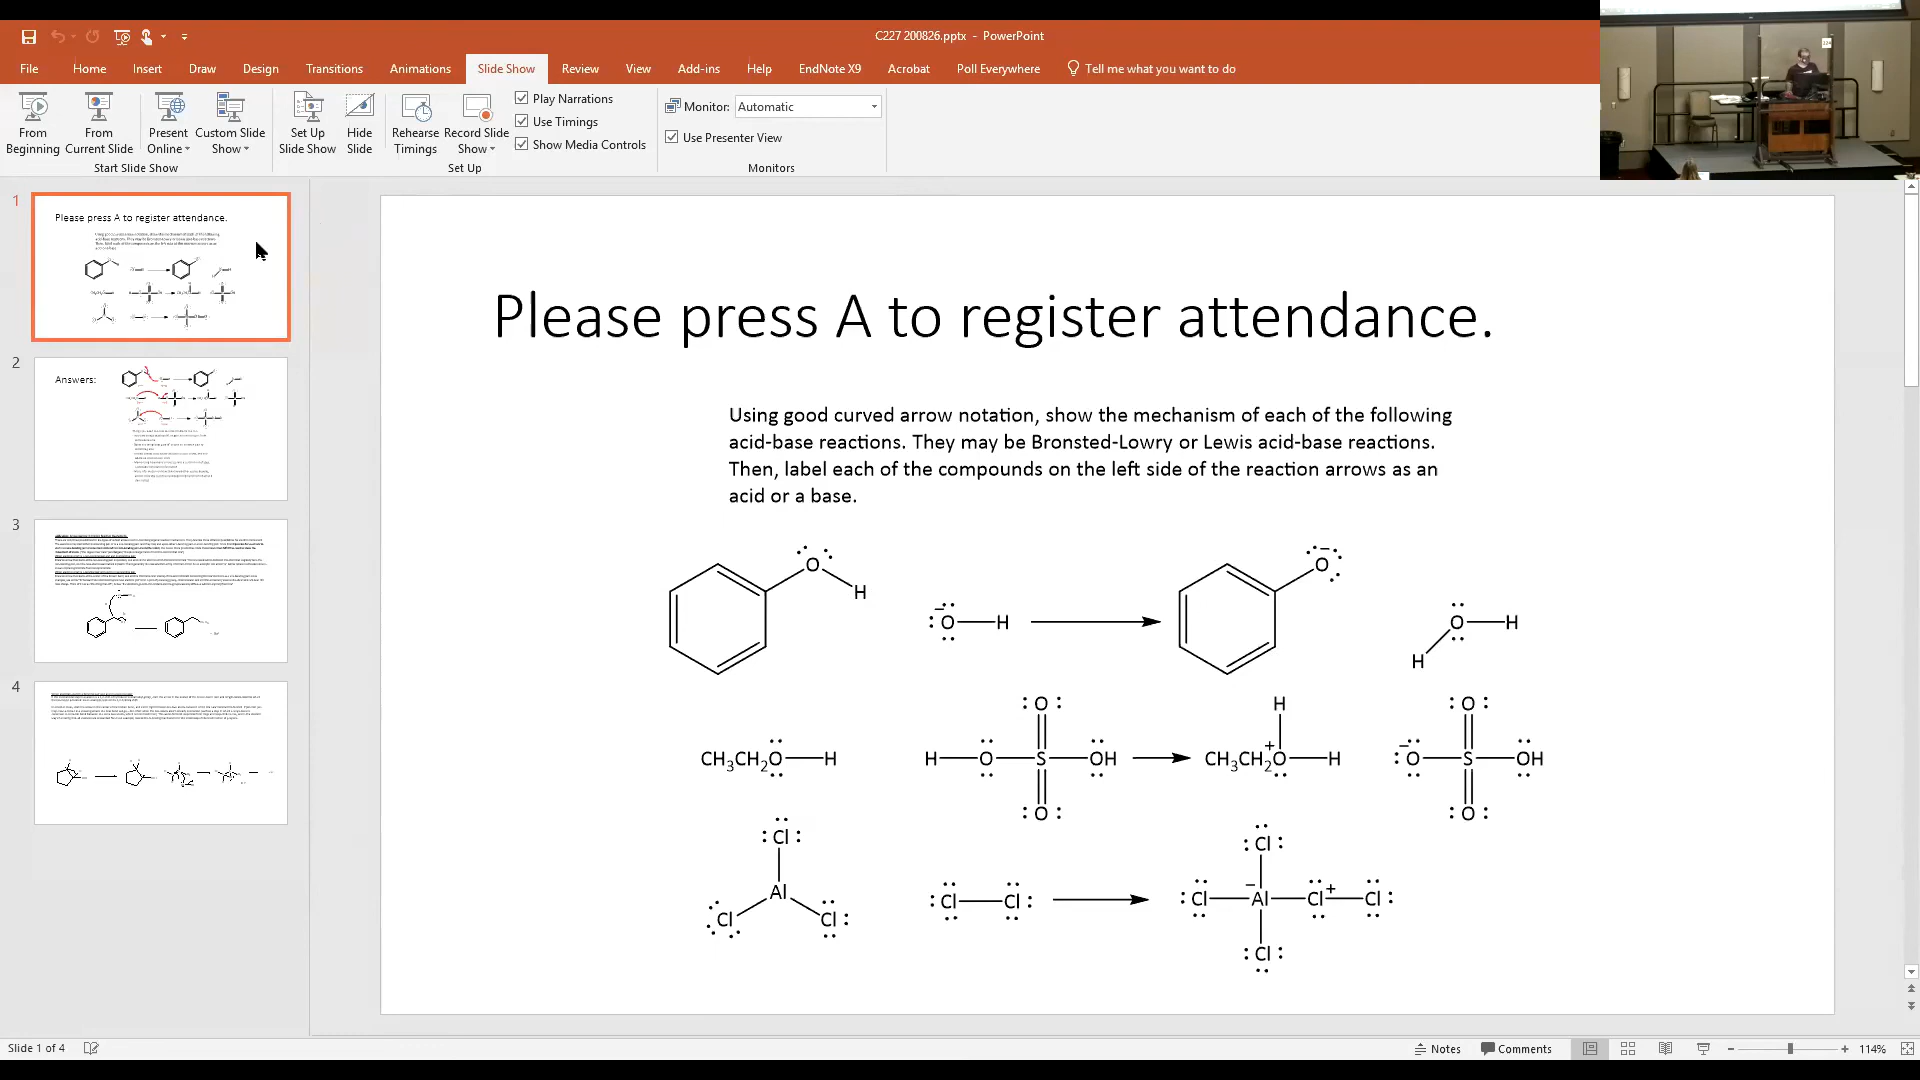 C227 200826.pptx - PowerPoint
File Home Insert Draw Design Transitions Animations Slide Show Review View Add-ins Help EndNote X9 Acrobat Poll Everywhere Tell me what you want to do
From Beginning
From Current Slide
Present Online
Custom Slide Show
Start Slide Show
Set Up Slide Show
Hide Slide
Rehearse Timings
Record Slide Show
Play Narrations
Use Timings
Show Media Controls
Set Up
Monitor: Automatic
Use Presenter View
Monitors
1
Please press A to register attendance.
2
Answers:
3
4
Please press A to register attendance.
Using good curved arrow notation, show the mechanism of each of the following
acid-base reactions. They may be Bronsted-Lowry or Lewis acid-base reactions.
Then, label each of the compounds on the left side of the reaction arrows as an
acid or a base.
O H
− O H
O −
O H H
CH3CH2O H
H O S OH O O
CH3CH2O + H H
− O S OH O O
Cl Al Cl Cl
Cl Cl
Cl Cl − Al Cl + Cl Cl
Slide 1 of 4
Notes Comments 114%